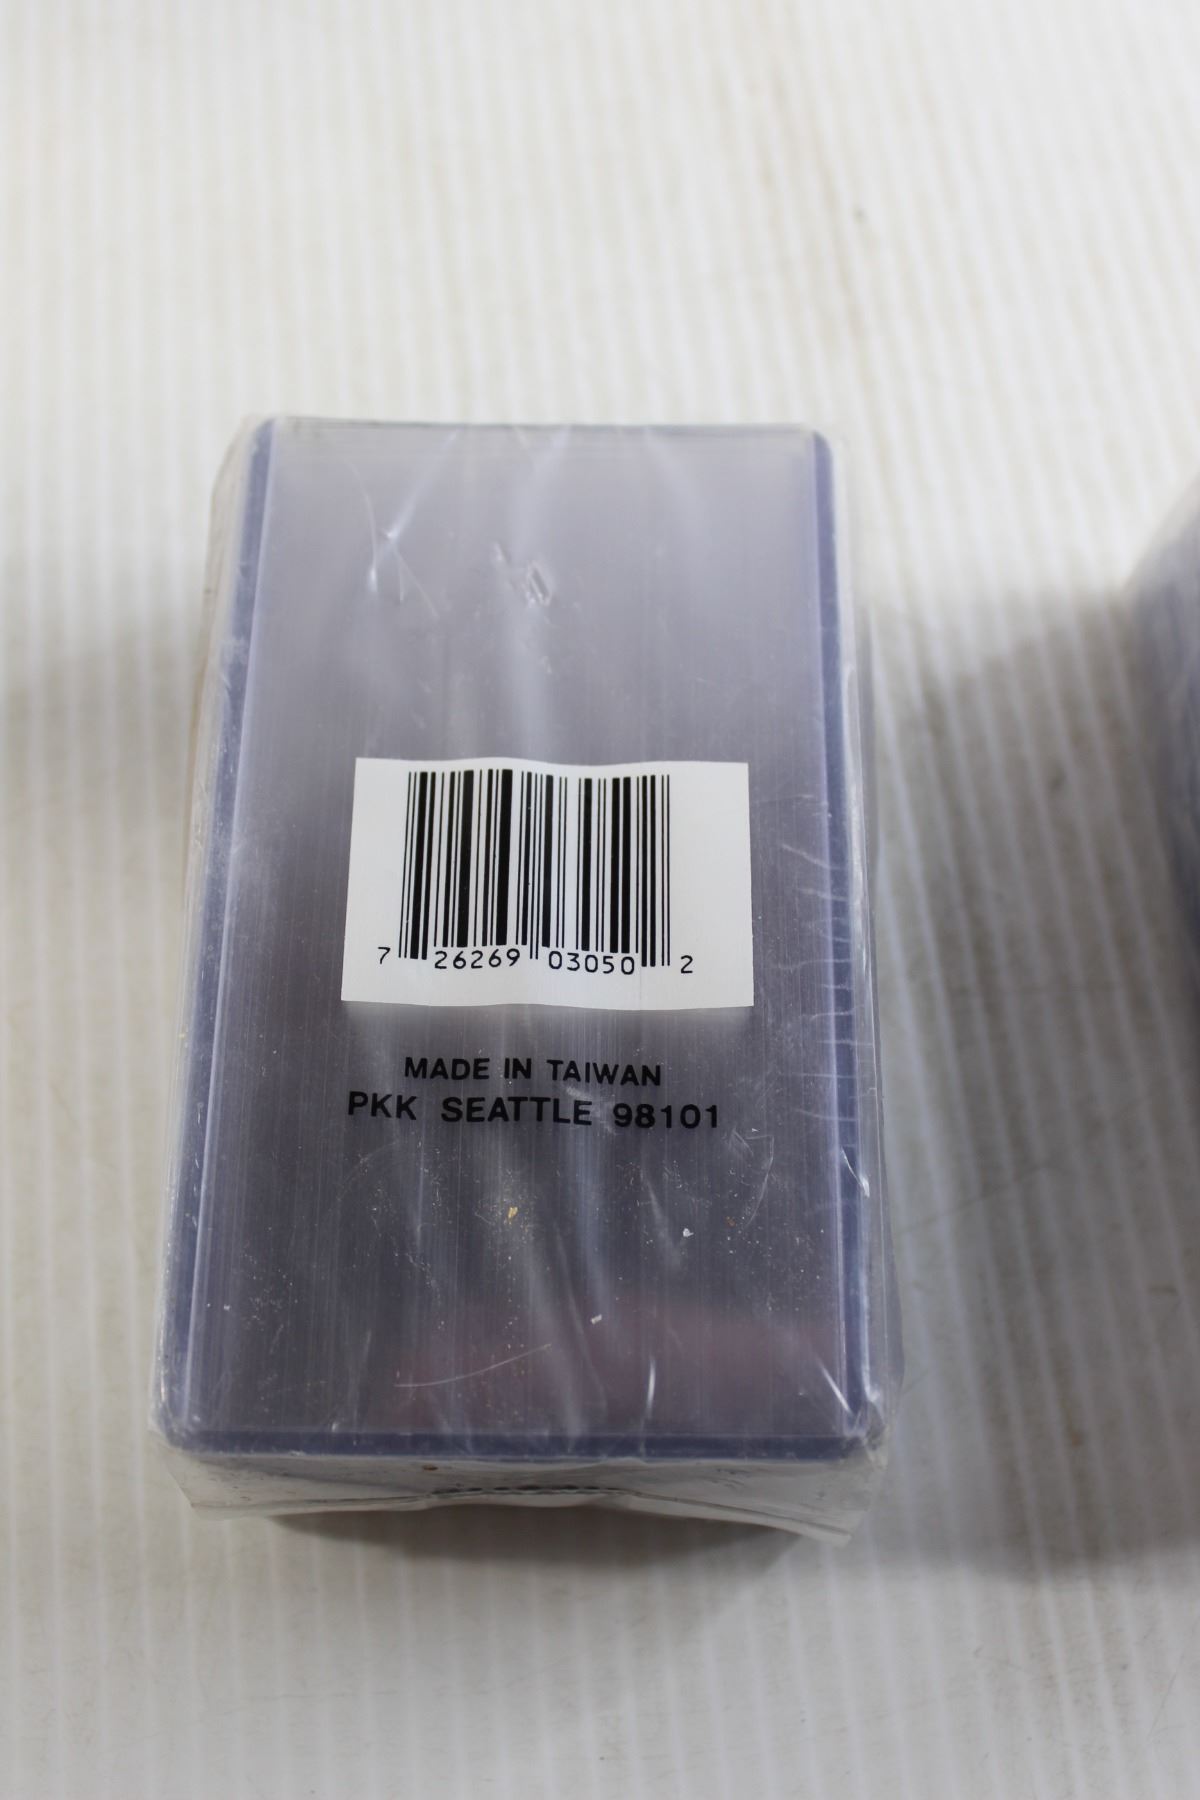 7 26269 03050 2
MADE IN TAIWAN
PKK SEATTLE 98101